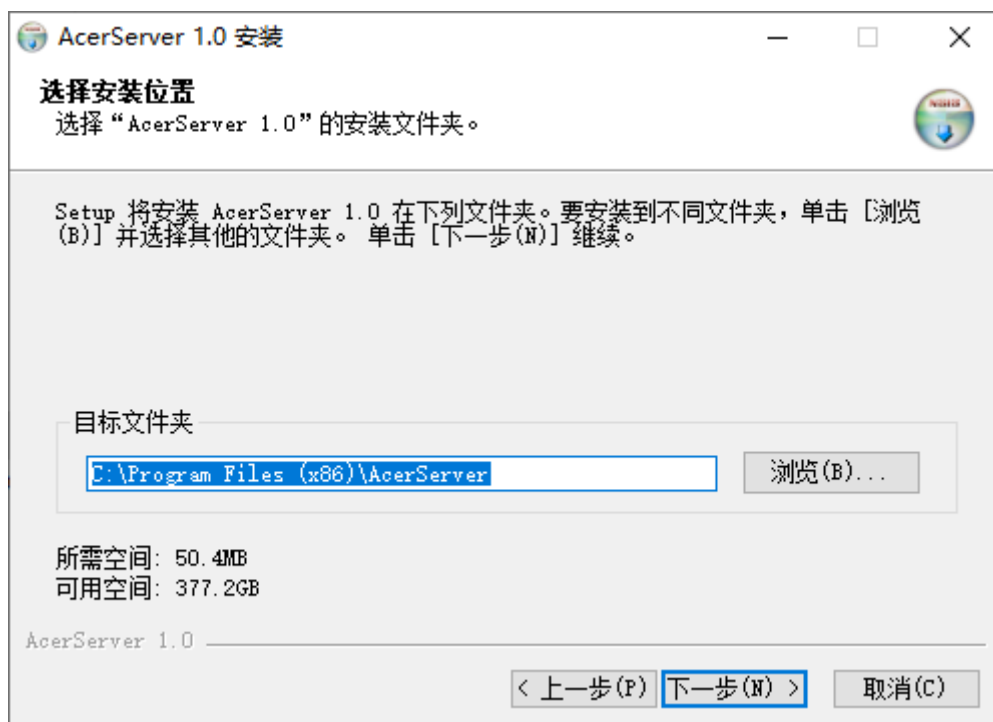 AcerServer 1.0 安装
选择安装位置
选择“AcerServer 1.0”的安装文件夹。
Setup 将安装 AcerServer 1.0 在下列文件夹。要安装到不同文件夹，单击 [浏览
(B)] 并选择其他的文件夹。 单击 [下一步(N)] 继续。
目标文件夹
C:\Program Files (x86)\AcerServer
浏览(B)...
所需空间: 50.4MB
可用空间: 377.2GB
AcerServer 1.0
< 上一步(P)
下一步(N) >
取消(C)